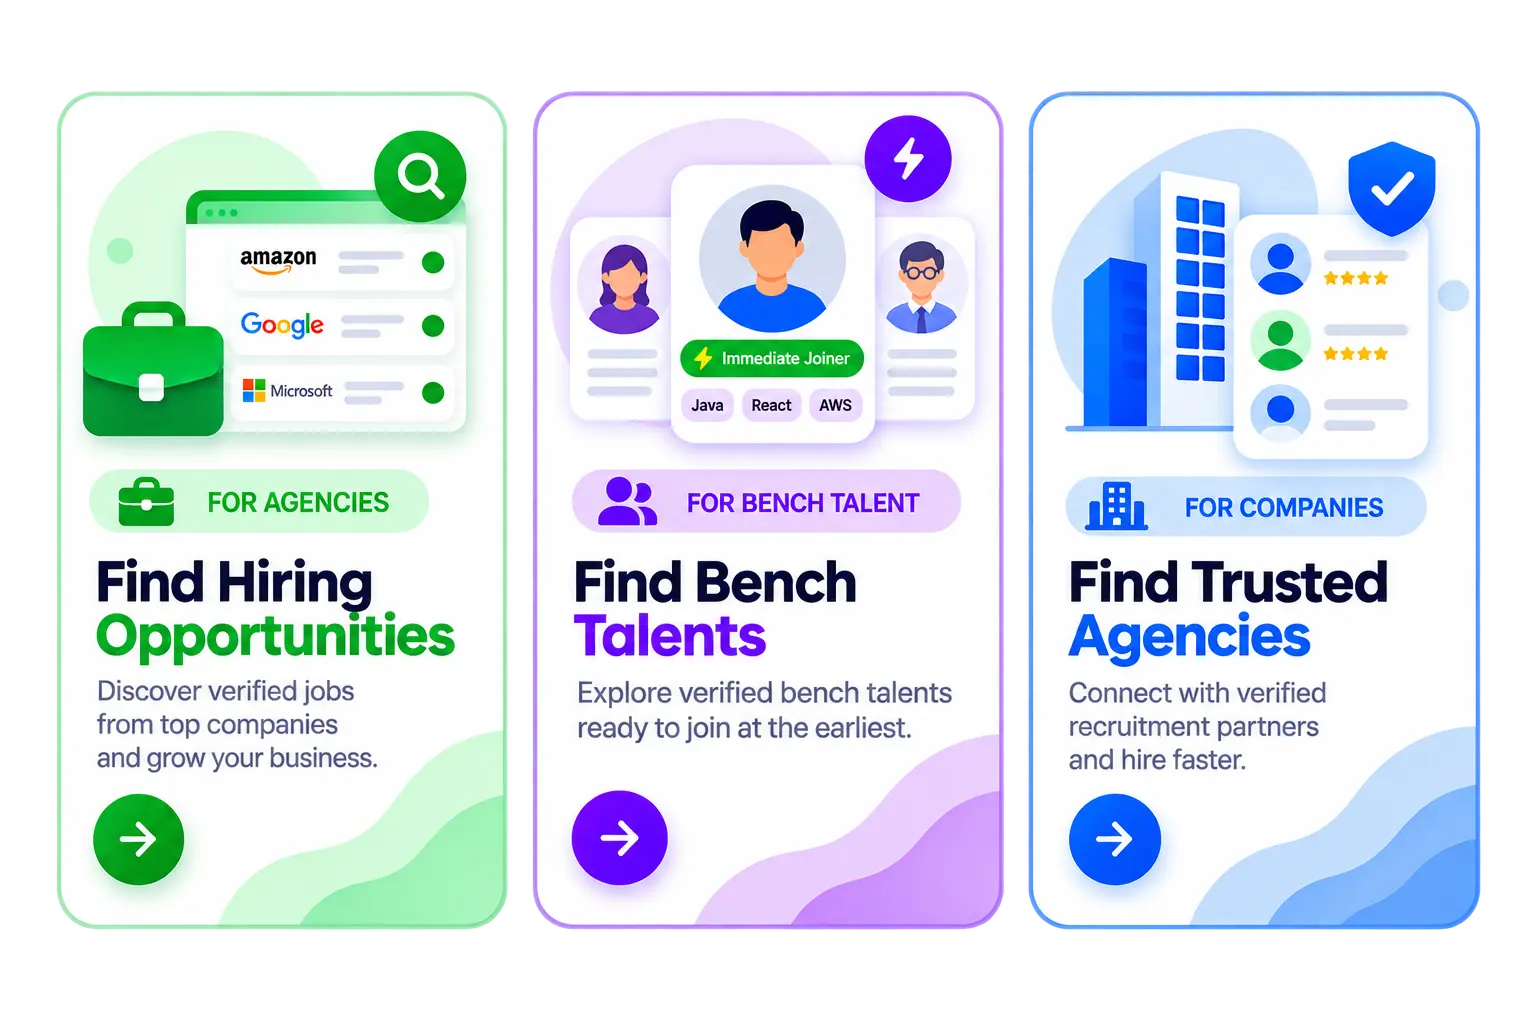 amazon
Google
Microsoft
FOR AGENCIES
Find Hiring
Opportunities
Discover verified jobs
from top companies
and grow your business.
Immediate Joiner
Java React AWS
FOR BENCH TALENT
Find Bench
Talents
Explore verified bench talents
ready to join at the earliest.
FOR COMPANIES
Find Trusted
Agencies
Connect with verified
recruitment partners
and hire faster.